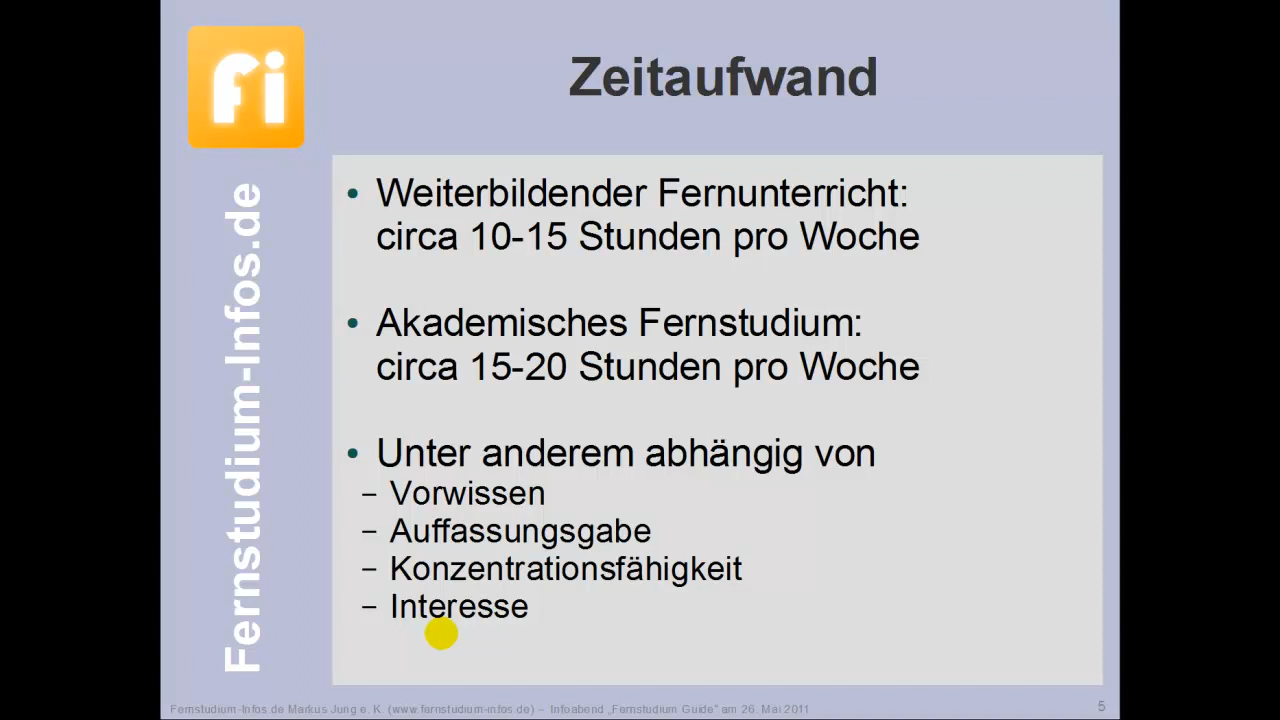 fi
Zeitaufwand
Fernstudium-Infos.de
• Weiterbildender Fernunterricht:
circa 10-15 Stunden pro Woche
• Akademisches Fernstudium:
circa 15-20 Stunden pro Woche
• Unter anderem abhängig von
– Vorwissen
– Auffassungsgabe
– Konzentrationsfähigkeit
– Interesse
Fernstudium-Infos.de Markus Jung e. K. (www.fernstudium-infos.de) – Infoabend „Fernstudium Guide" am 26. Mai 2011
5